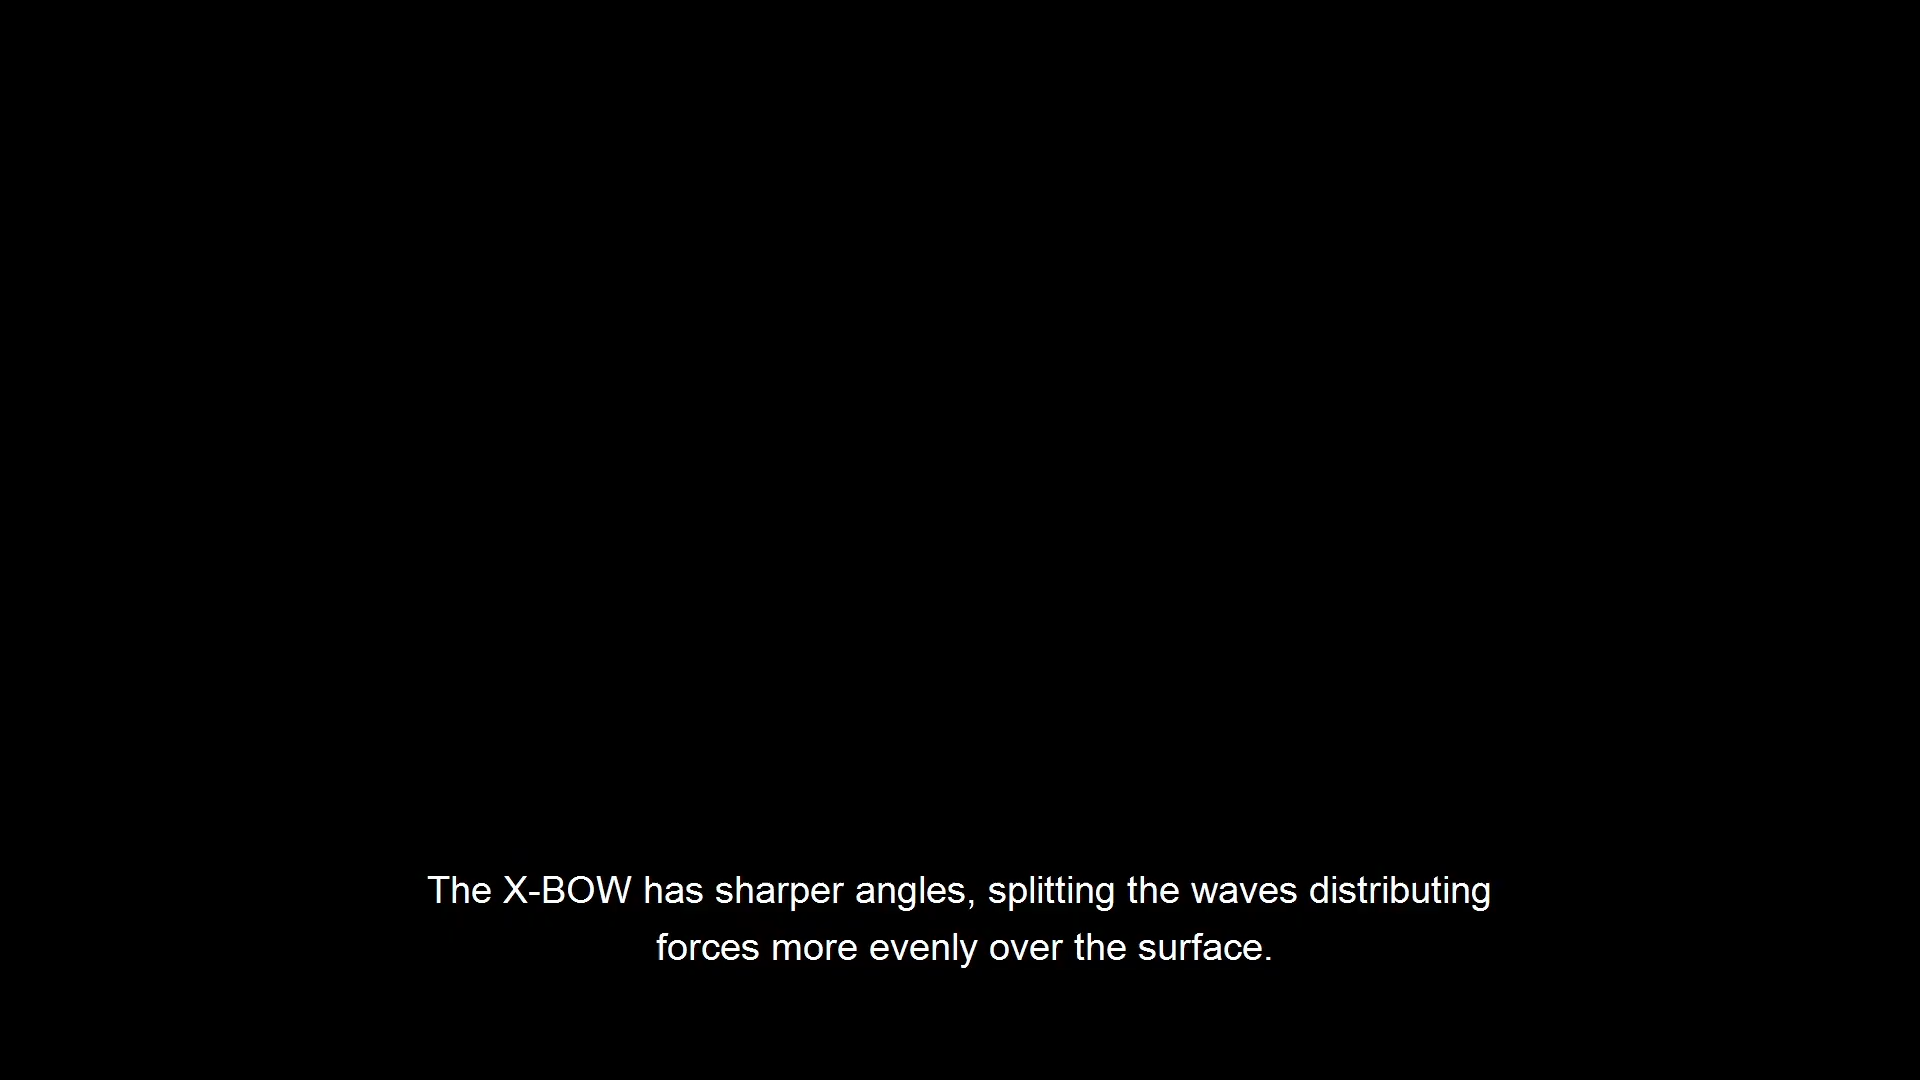 The X-BOW has sharper angles, splitting the waves distributing
forces more evenly over the surface.